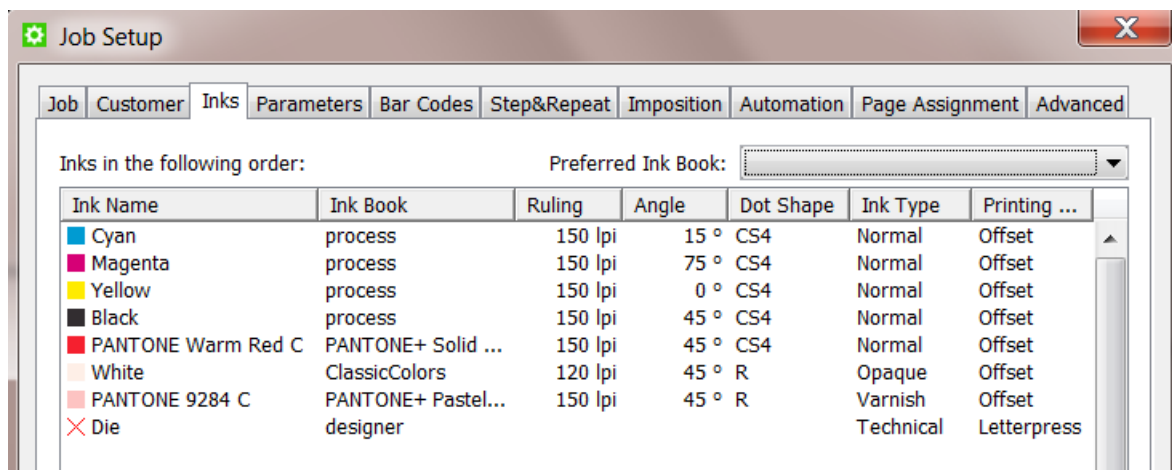 Job Setup
Job Customer Inks Parameters Bar Codes Step&Repeat Imposition Automation Page Assignment Advanced
Inks in the following order: Preferred Ink Book:
Ink Name Ink Book Ruling Angle Dot Shape Ink Type Printing ...
Cyan process 150 lpi 15 º CS4 Normal Offset
Magenta process 150 lpi 75 º CS4 Normal Offset
Yellow process 150 lpi 0 º CS4 Normal Offset
Black process 150 lpi 45 º CS4 Normal Offset
PANTONE Warm Red C PANTONE+ Solid ... 150 lpi 45 º CS4 Normal Offset
White ClassicColors 120 lpi 45 º R Opaque Offset
PANTONE 9284 C PANTONE+ Pastel... 150 lpi 45 º R Varnish Offset
Die designer Technical Letterpress